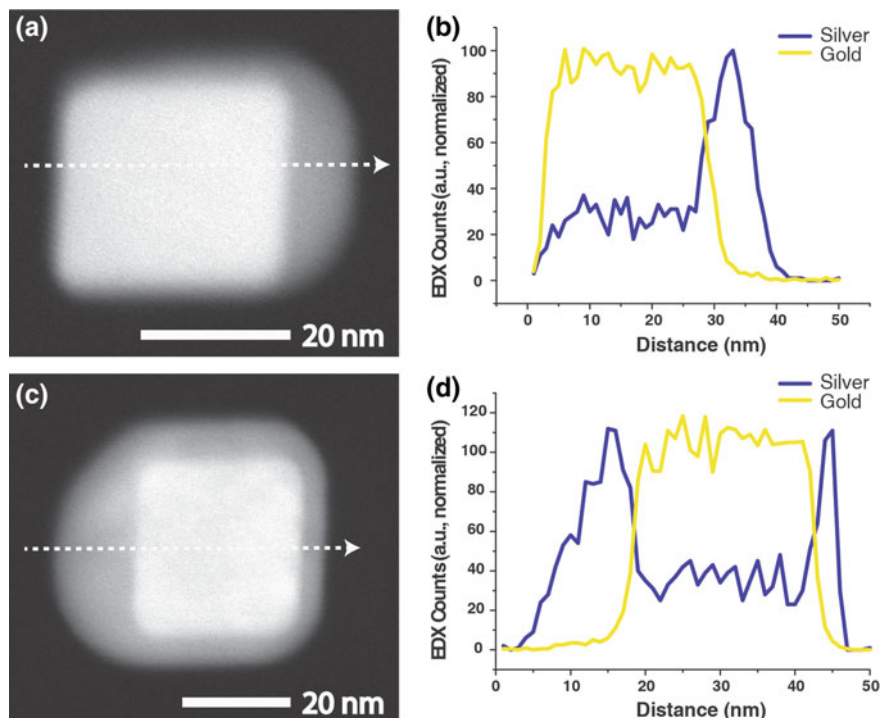 (a)
20 nm
(b)
Silver
Gold
EDX Counts (a.u., normalized)
100
80
60
40
20
0
0 10 20 30 40 50
Distance (nm)
(c)
20 nm
(d)
Silver
Gold
EDX Counts (a.u., normalized)
120
100
80
60
40
20
0
0 10 20 30 40 50
Distance (nm)